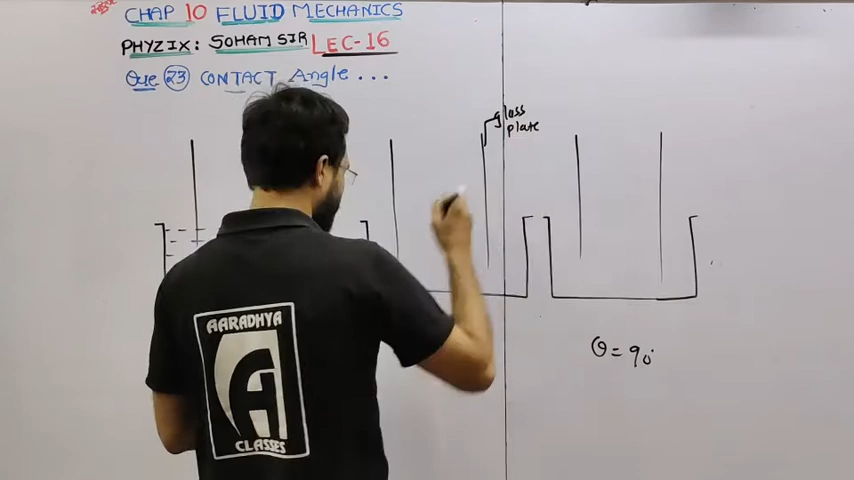 CHAP 10 FLUID MECHANICS
PHYZIX: SOHAM SIR LEC-16
Que 23 CONTACT Angle ...
glass
plate
θ = 90°
AARADHYA
CLASSES